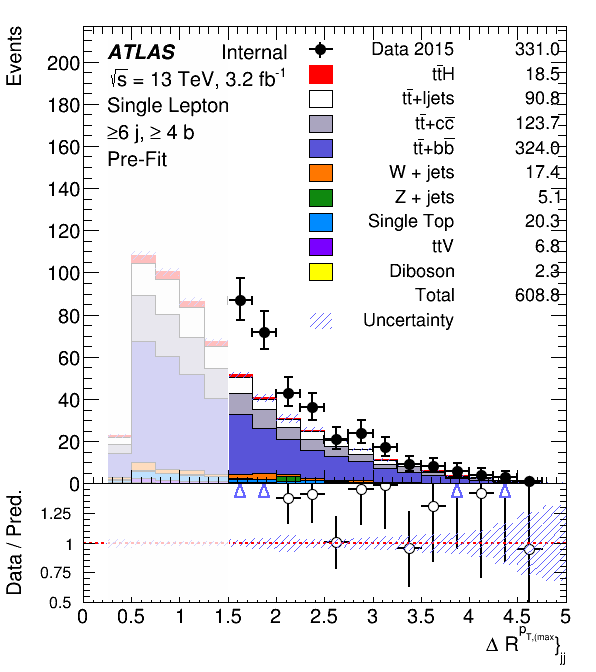 ATLAS Internal
√s = 13 TeV, 3.2 fb⁻¹
Single Lepton
≥6 j, ≥ 4 b
Pre-Fit
Data 2015 331.0
tt̄H 18.5
tt̄+ljets 90.8
tt̄+cc̄ 123.7
tt̄+bb̄ 324.0
W + jets 17.4
Z + jets 5.1
Single Top 20.3
ttV 6.8
Diboson 2.3
Total 608.8
Uncertainty
Events
200
180
160
140
120
100
80
60
40
20
0
Data / Pred.
1.25
1
0.75
0.5
0 0.5 1 1.5 2 2.5 3 3.5 4 4.5 5
Δ R^{p_{T,(max}}_{jj}